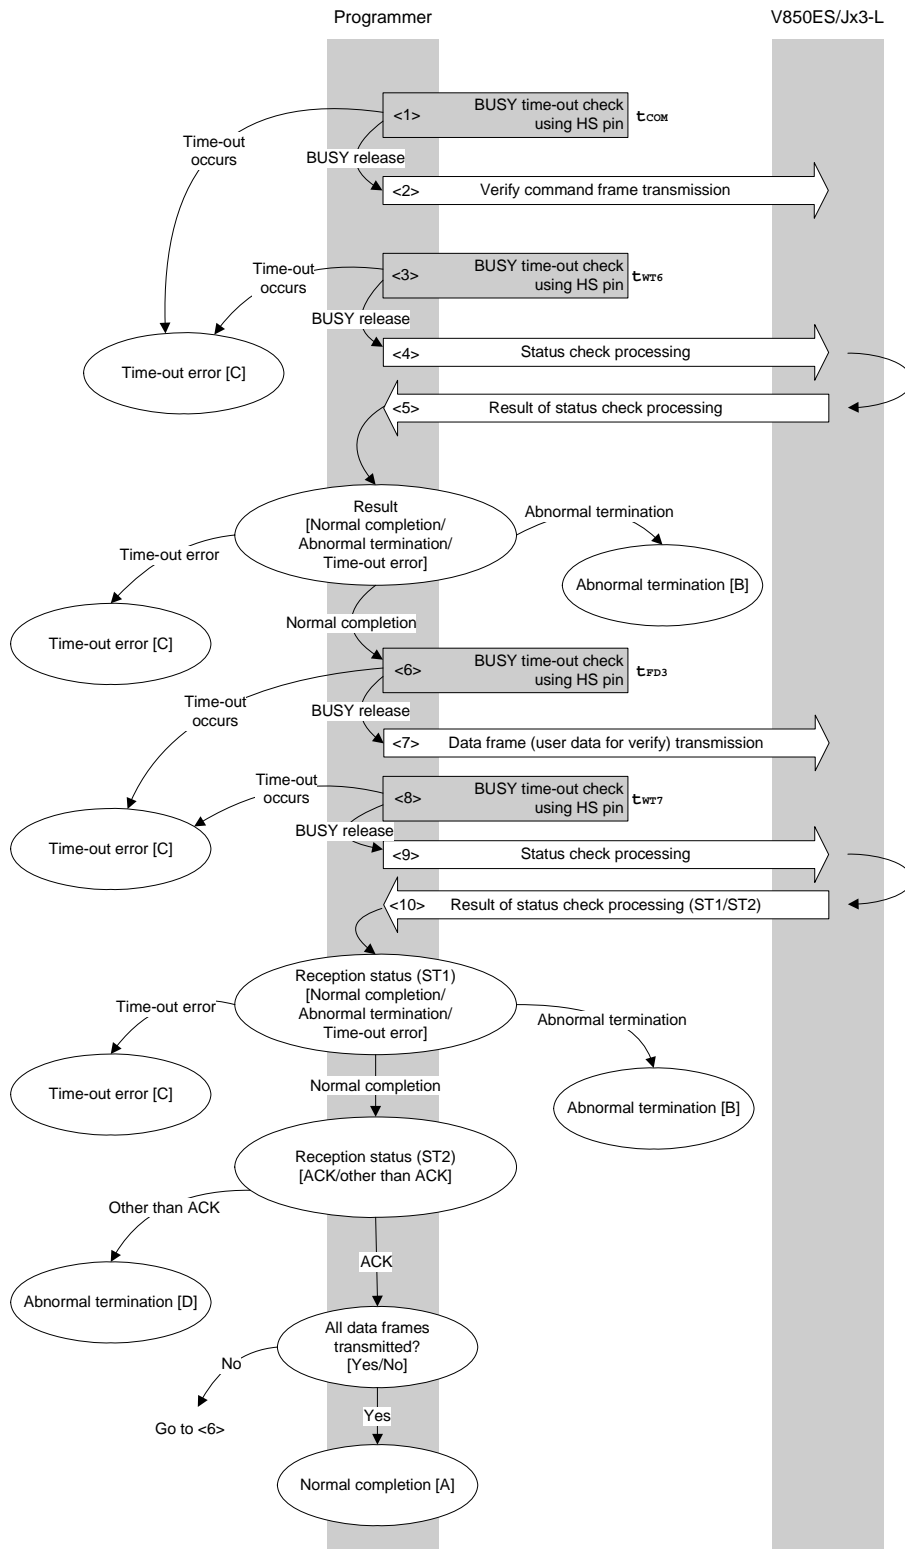 Programmer
V850ES/Jx3-L
<1>
BUSY time-out check
using HS pin
tCOM
Time-out
occurs
BUSY release
<2>
Verify command frame transmission
<3>
BUSY time-out check
using HS pin
tWT6
Time-out
occurs
BUSY release
<4>
Status check processing
Time-out error [C]
<5>
Result of status check processing
Result
[Normal completion/
Abnormal termination/
Time-out error]
Abnormal termination
Time-out error
Abnormal termination [B]
Time-out error [C]
Normal completion
<6>
BUSY time-out check
using HS pin
tFD3
Time-out
occurs
BUSY release
<7>
Data frame (user data for verify) transmission
<8>
BUSY time-out check
using HS pin
tWT7
Time-out
occurs
BUSY release
Time-out error [C]
<9>
Status check processing
<10>
Result of status check processing (ST1/ST2)
Reception status (ST1)
[Normal completion/
Abnormal termination/
Time-out error]
Time-out error
Abnormal termination
Time-out error [C]
Normal completion
Abnormal termination [B]
Reception status (ST2)
[ACK/other than ACK]
Other than ACK
ACK
Abnormal termination [D]
All data frames
transmitted?
[Yes/No]
No
Go to <6>
Yes
Normal completion [A]